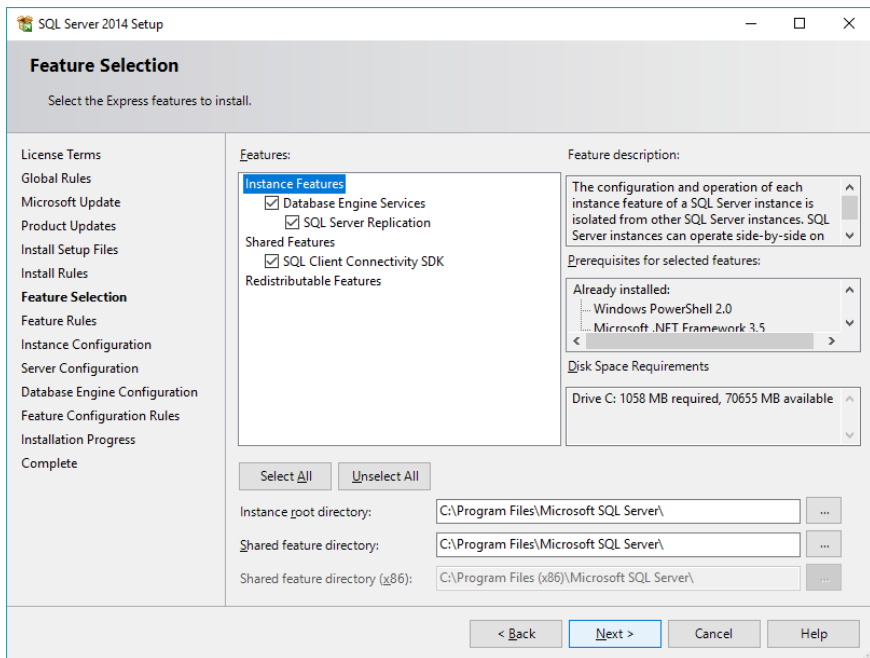 SQL Server 2014 Setup
Feature Selection
Select the Express features to install.
License Terms
Global Rules
Microsoft Update
Product Updates
Install Setup Files
Install Rules
Feature Selection
Feature Rules
Instance Configuration
Server Configuration
Database Engine Configuration
Feature Configuration Rules
Installation Progress
Complete
Features:
Instance Features
Database Engine Services
SQL Server Replication
Shared Features
SQL Client Connectivity SDK
Redistributable Features
Feature description:
The configuration and operation of each
instance feature of a SQL Server instance is
isolated from other SQL Server instances. SQL
Server instances can operate side-by-side on
Prerequisites for selected features:
Already installed:
Windows PowerShell 2.0
Microsoft .NET Framework 3.5
Disk Space Requirements
Drive C: 1058 MB required, 70655 MB available
Select All
Unselect All
Instance root directory:
C:\Program Files\Microsoft SQL Server\
...
Shared feature directory:
C:\Program Files\Microsoft SQL Server\
...
Shared feature directory (x86):
C:\Program Files (x86)\Microsoft SQL Server\
...
< Back
Next >
Cancel
Help